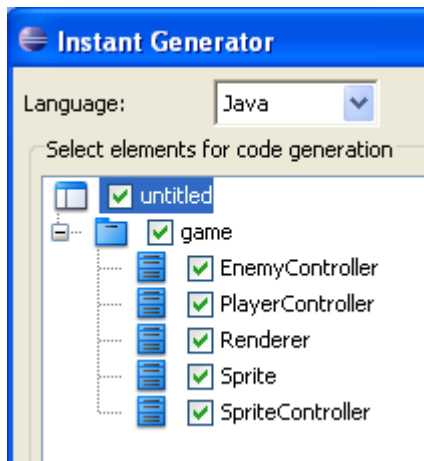 Instant Generator
Language: Java
Select elements for code generation
untitled
game
EnemyController
PlayerController
Renderer
Sprite
SpriteController